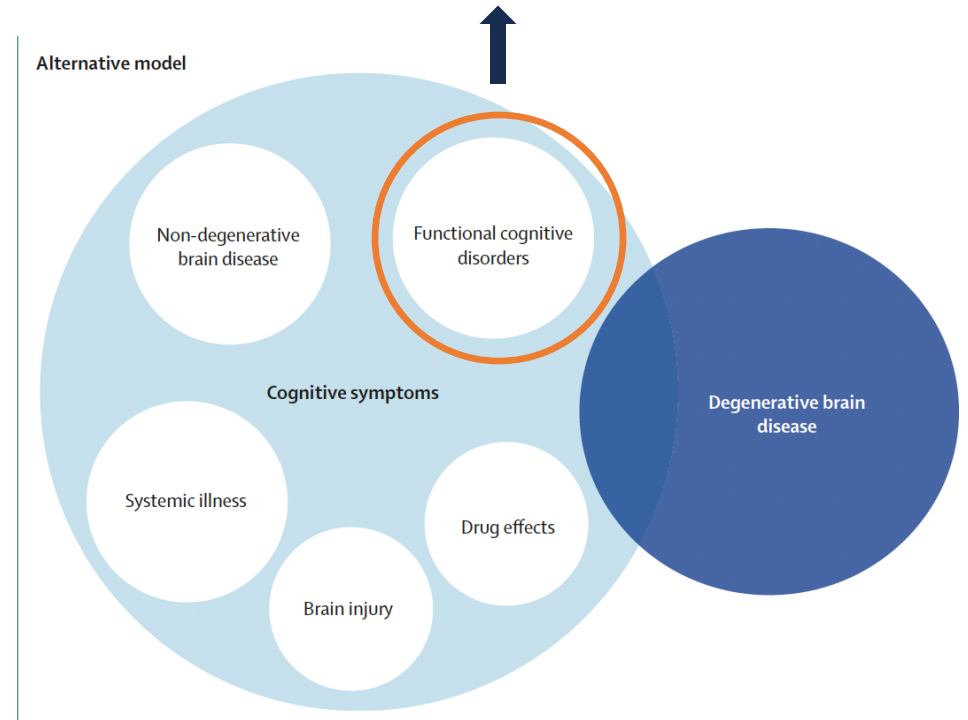 Alternative model
Non-degenerative
brain disease
Functional cognitive
disorders
Cognitive symptoms
Degenerative brain
disease
Systemic illness
Drug effects
Brain injury